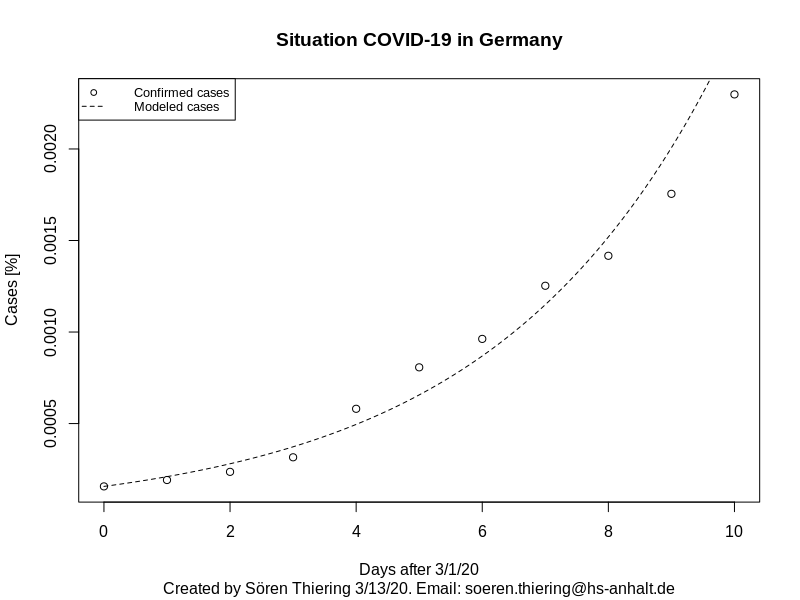 Situation COVID-19 in Germany
Confirmed cases
Modeled cases
Cases [%]
0.0020
0.0015
0.0010
0.0005
0 2 4 6 8 10
Days after 3/1/20
Created by Sören Thiering 3/13/20. Email: soeren.thiering@hs-anhalt.de